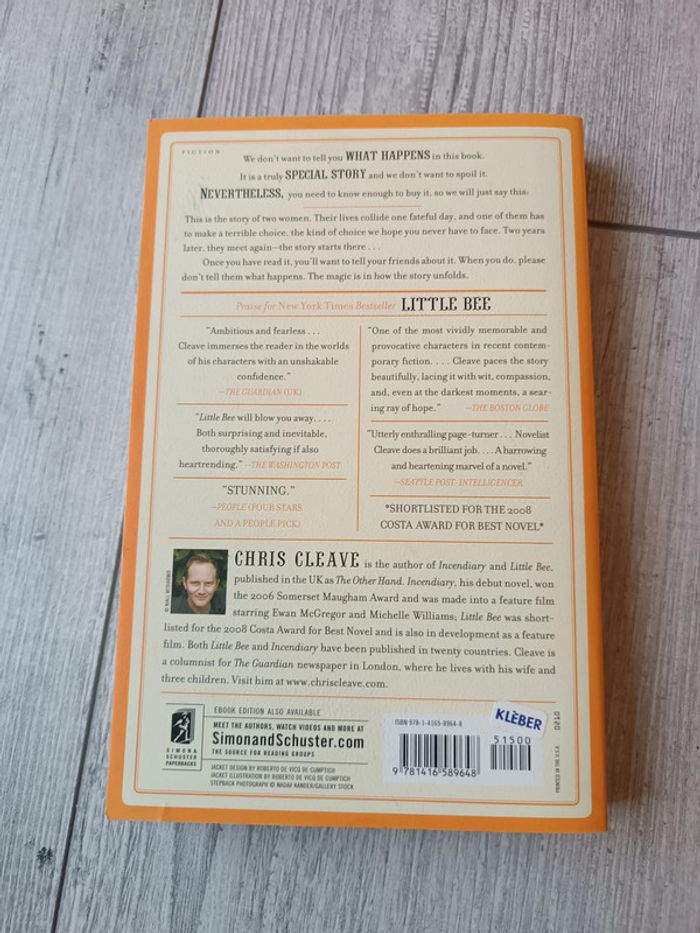 FICTION
We don't want to tell you WHAT HAPPENS in this book.
It is a truly SPECIAL STORY and we don't want to spoil it.
NEVERTHELESS, you need to know enough to buy it, so we will just say this:
This is the story of two women. Their lives collide one fateful day, and one of them has
to make a terrible choice, the kind of choice we hope you never have to face. Two years
later, they meet again—the story starts there . . .
Once you have read it, you'll want to tell your friends about it. When you do, please
don't tell them what happens. The magic is in how the story unfolds.
Praise for New York Times Bestseller LITTLE BEE
"Ambitious and fearless . . .
Cleave immerses the reader in the worlds
of his characters with an unshakable
confidence."
—THE GUARDIAN (UK)
"Little Bee will blow you away. . . .
Both surprising and inevitable,
thoroughly satisfying if also
heartrending." —THE WASHINGTON POST
"STUNNING."
—PEOPLE (FOUR STARS
AND A PEOPLE PICK)
"One of the most vividly memorable and
provocative characters in recent contem-
porary fiction. . . . Cleave paces the story
beautifully, lacing it with wit, compassion,
and, even at the darkest moments, a sear-
ing ray of hope." —THE BOSTON GLOBE
"Utterly enthralling page-turner . . . Novelist
Cleave does a brilliant job. . . . A harrowing
and heartening marvel of a novel."
—SEATTLE POST-INTELLIGENCER
*SHORTLISTED FOR THE 2008
COSTA AWARD FOR BEST NOVEL*
© NIALL MCDIARMID
CHRIS CLEAVE is the author of Incendiary and Little Bee,
published in the UK as The Other Hand. Incendiary, his debut novel, won
the 2006 Somerset Maugham Award and was made into a feature film
starring Ewan McGregor and Michelle Williams; Little Bee was short-
listed for the 2008 Costa Award for Best Novel and is also in development as a feature
film. Both Little Bee and Incendiary have been published in twenty countries. Cleave is
a columnist for The Guardian newspaper in London, where he lives with his wife and
three children. Visit him at www.chriscleave.com.
SIMON &
SCHUSTER
PAPERBACKS
EBOOK EDITION ALSO AVAILABLE
MEET THE AUTHORS, WATCH VIDEOS AND MORE AT
SimonandSchuster.com
THE SOURCE FOR READING GROUPS
JACKET DESIGN BY ROBERTO DE VICQ DE CUMPTICH
JACKET ILLUSTRATION BY ROBERTO DE VICQ DE CUMPTICH
STEPBACK PHOTOGRAPH © NADAV KANDER/GALLERY STOCK
ISBN 978-1-4165-8964-8
KLÉBER
51500
9 781416 589648
0210
PRINTED IN THE U.S.A.